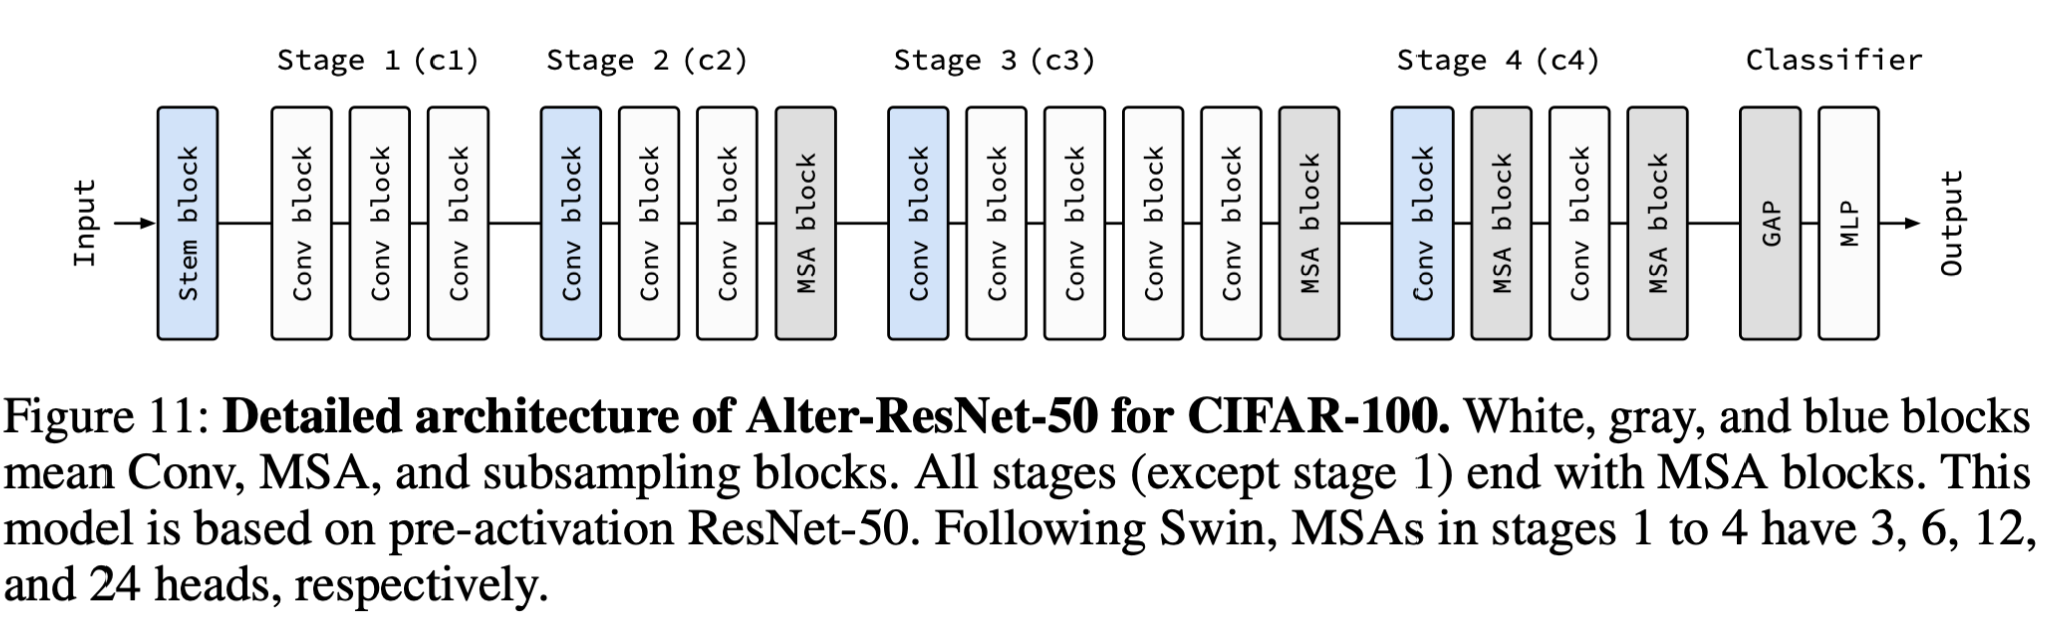 Stage 1 (c1) Stage 2 (c2) Stage 3 (c3) Stage 4 (c4) Classifier
Input
Stem block
Conv block
Conv block
Conv block
Conv block
Conv block
Conv block
MSA block
Conv block
Conv block
Conv block
Conv block
Conv block
MSA block
Conv block
MSA block
Conv block
MSA block
GAP
MLP
Output
Figure 11: Detailed architecture of Alter-ResNet-50 for CIFAR-100. White, gray, and blue blocks
mean Conv, MSA, and subsampling blocks. All stages (except stage 1) end with MSA blocks. This
model is based on pre-activation ResNet-50. Following Swin, MSAs in stages 1 to 4 have 3, 6, 12,
and 24 heads, respectively.